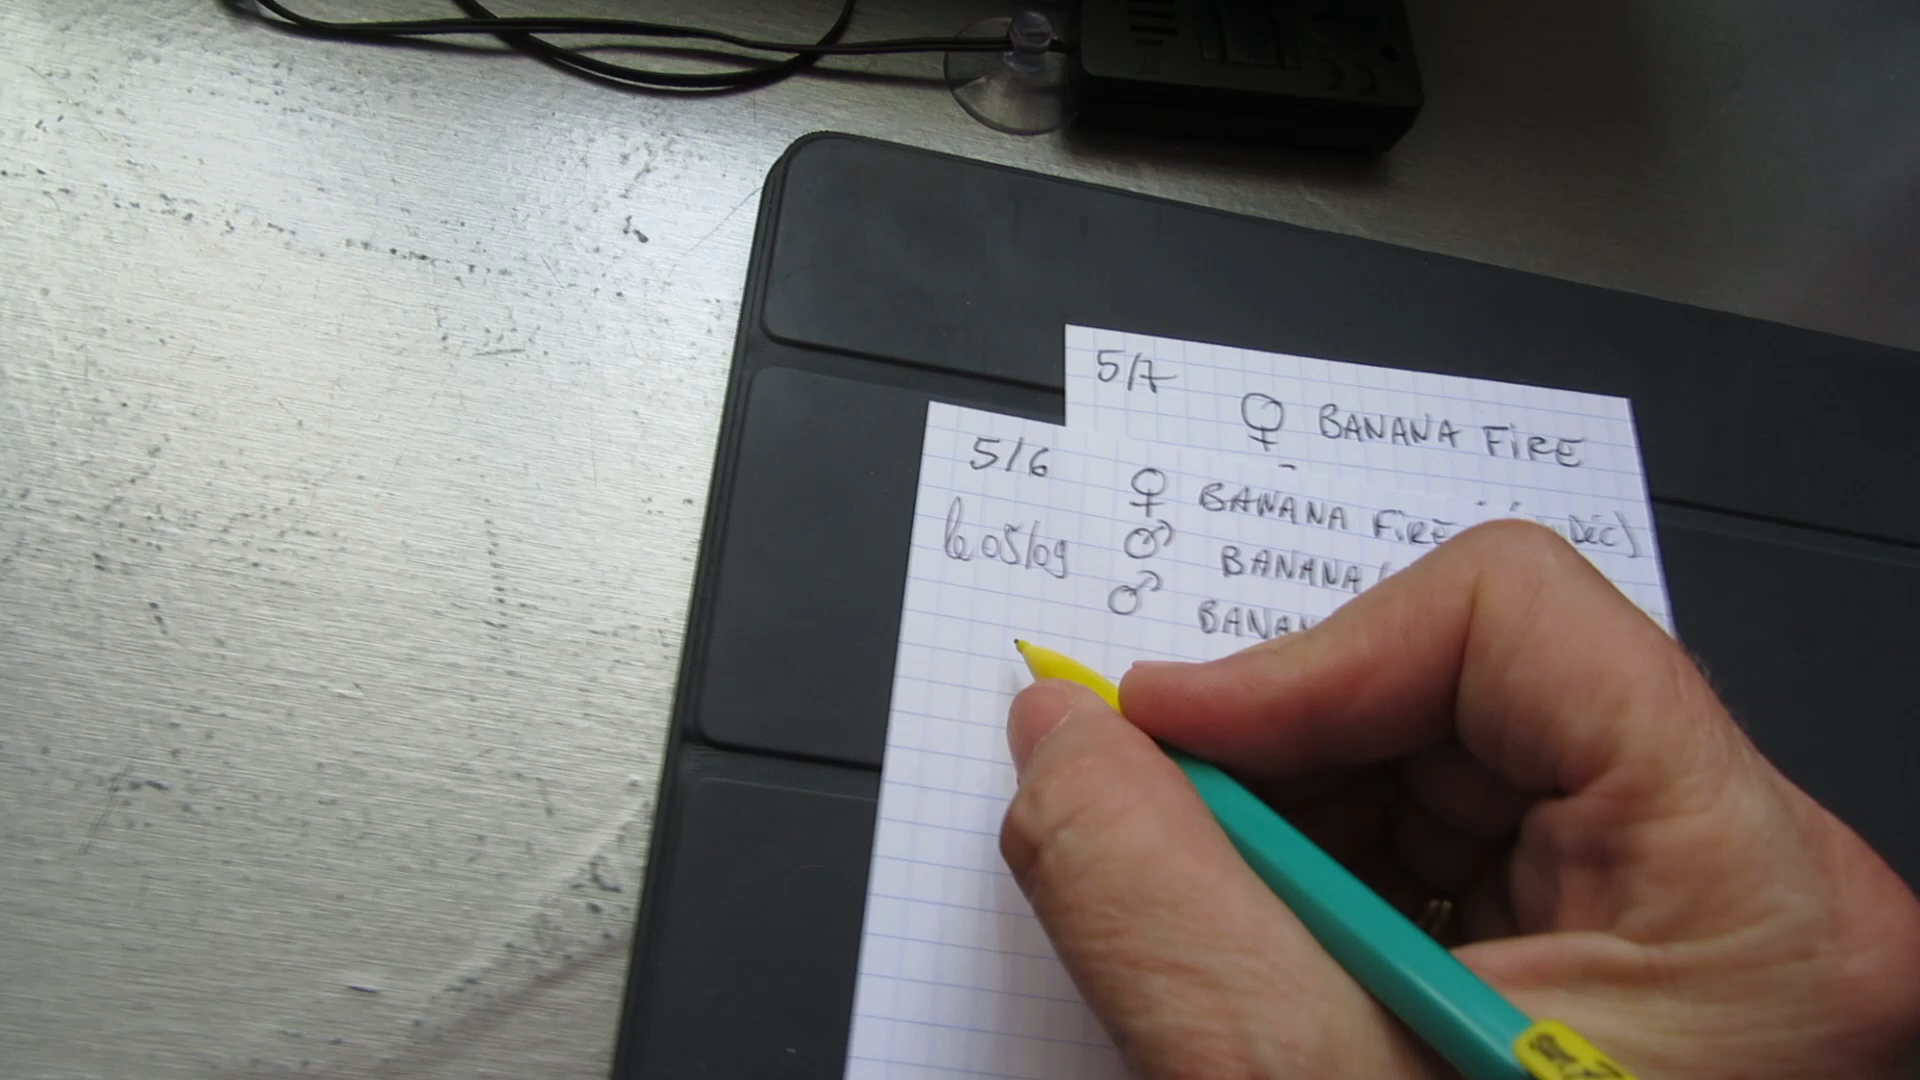 5/7
♀ BANANA FIRE
5/6
♀ BANANA FIRE Déc)
le 05/09 ♂ BANANA
♂ BANAN